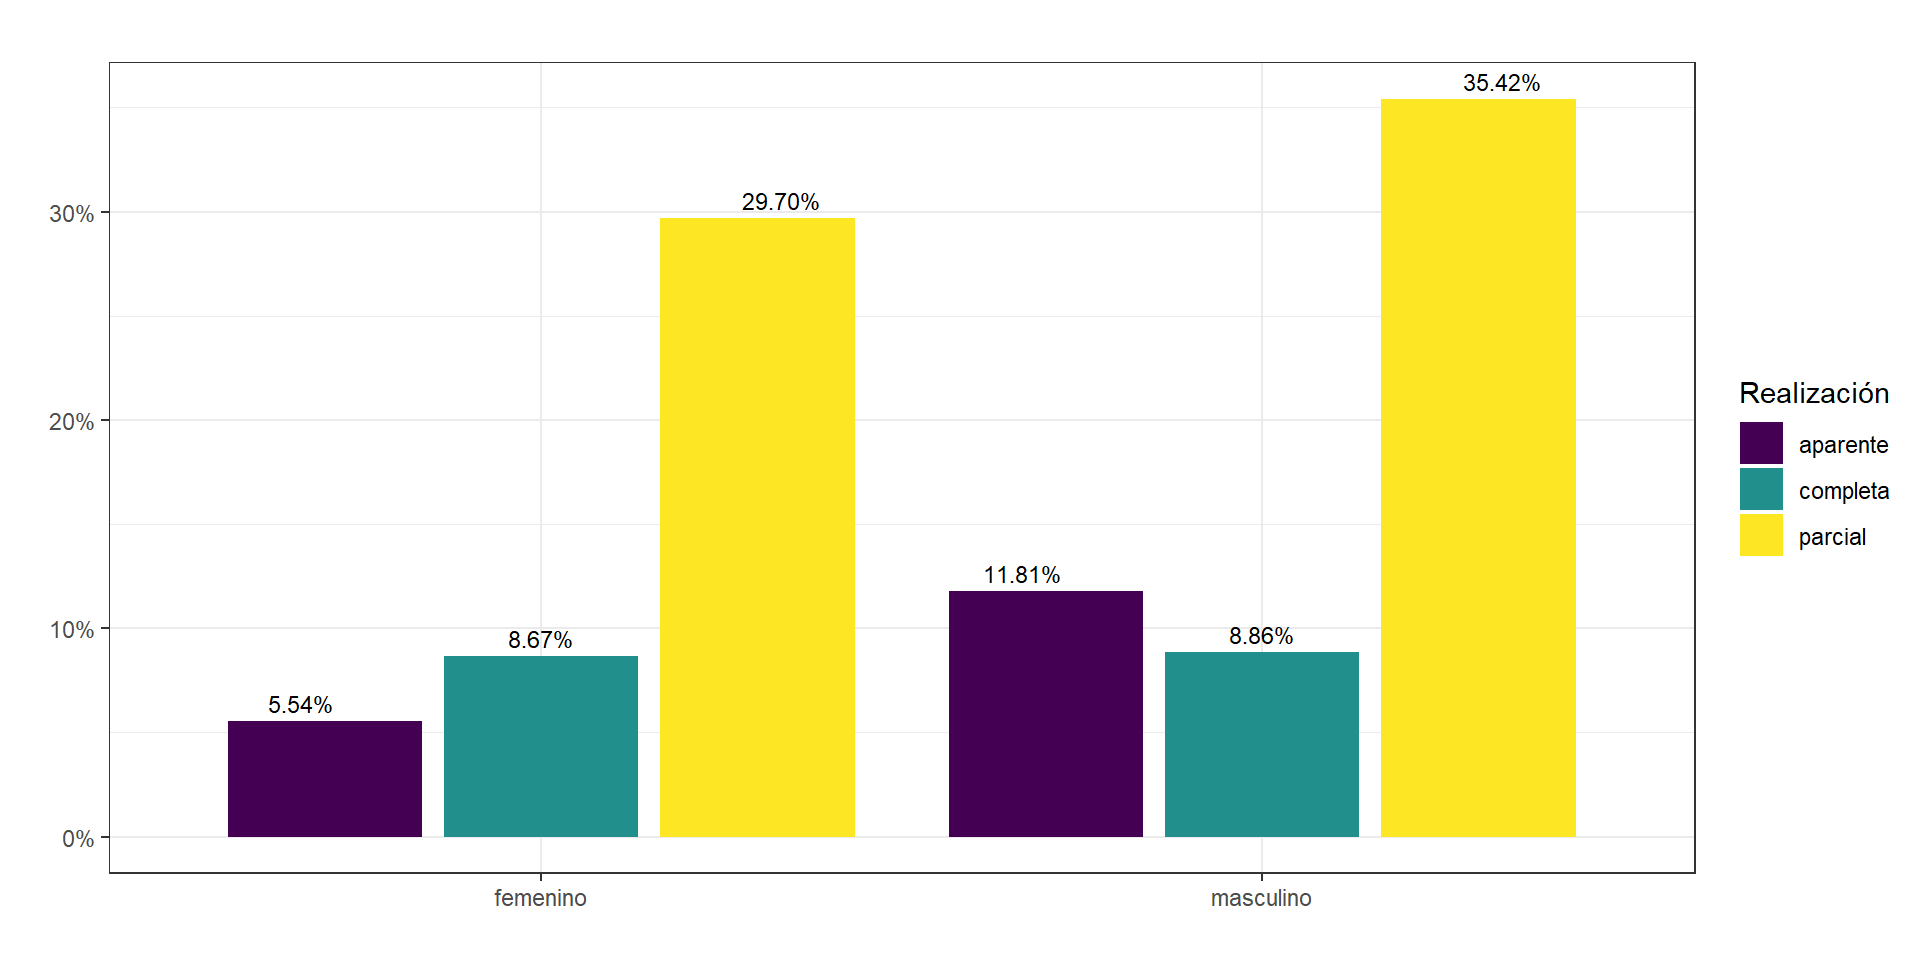 35.42%
29.70%
30%
Realización
20%
aparente
completa
parcial
11.81%
8.67%
8.86%
10%
5.54%
0%
femenino
masculino